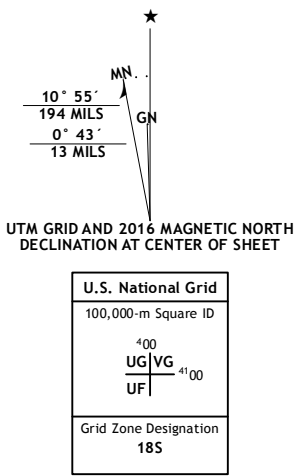 ★
MN
GN
10° 55´
194 MILS
0° 43´
13 MILS
UTM GRID AND 2016 MAGNETIC NORTH
DECLINATION AT CENTER OF SHEET
U.S. National Grid
100,000-m Square ID
⁴00
UG VG
⁴¹00
UF
Grid Zone Designation
18S